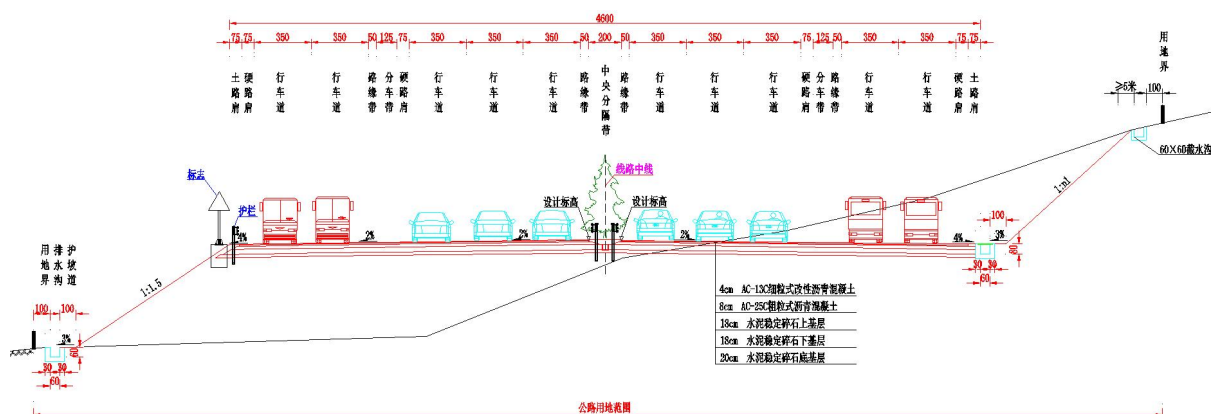 4600
75 75 350 350 50 125 75 350 350 350 50 200 50 350 350 350 75 125 50 350 350 75 75
土路肩
硬路肩
行车道
行车道
路缘带
分车带
硬路肩
行车道
行车道
行车道
路缘带
中央分隔带
路缘带
行车道
行车道
行车道
硬路肩
分车带
路缘带
行车道
行车道
硬路肩
土路肩
用地界
≥5米 100
60×60截水沟
标志
护栏
线路中线
设计标高
设计标高
1:n1
100
4%
2%
2%
2%
2%
4%
3%
80
30 30
60
用地界
排水沟
护坡道
1:1.5
100 100
3%
60
30 30
60
4cm AC-13C细粒式改性沥青混凝土
8cm AC-25C粗粒式沥青混凝土
18cm 水泥稳定碎石上基层
18cm 水泥稳定碎石下基层
20cm 水泥稳定碎石底基层
公路用地范围